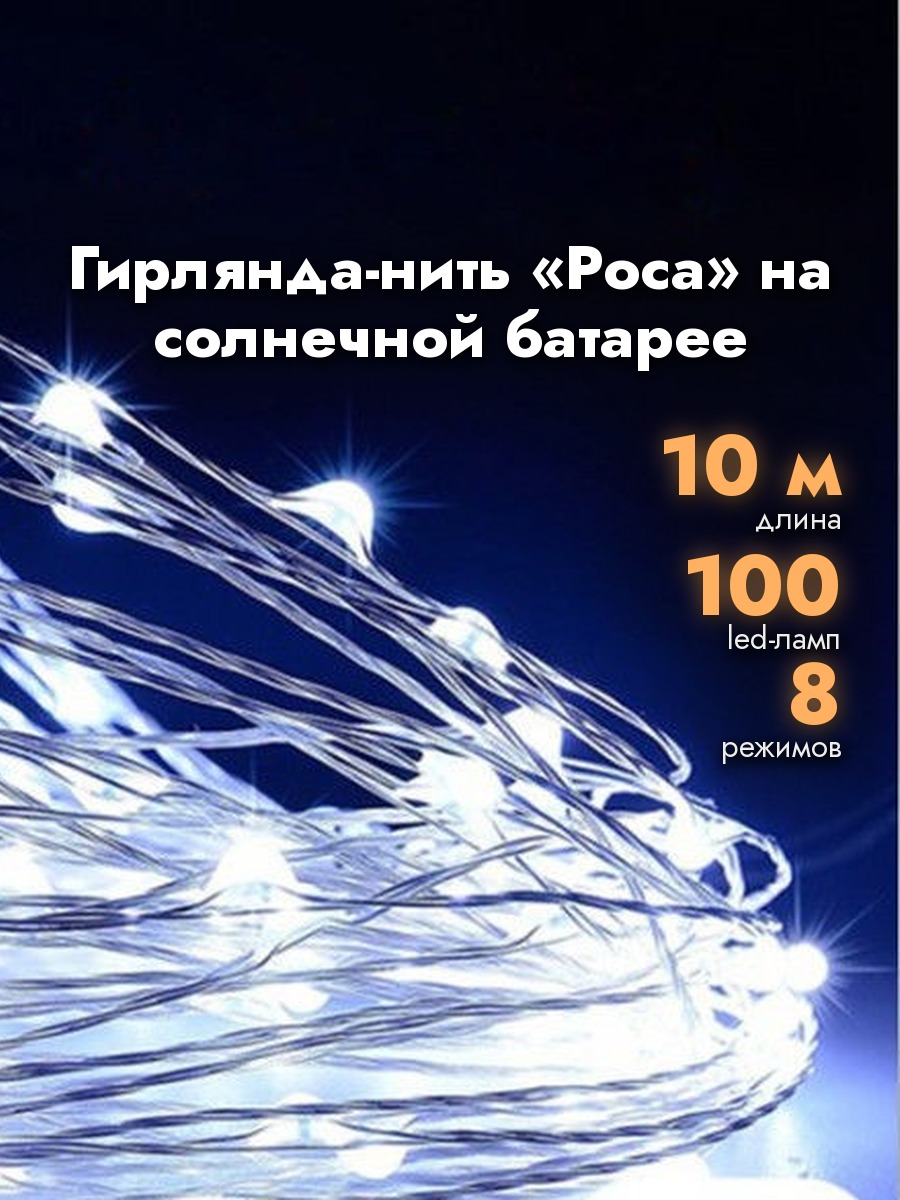 Гирлянда-нить «Роса» на
солнечной батарее
10 м
длина
100
led-ламп
8
режимов